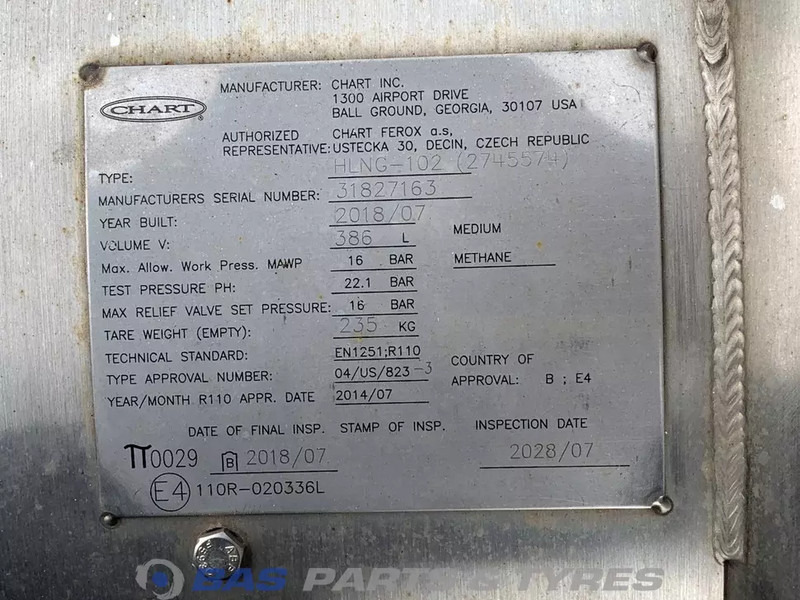 CHART
MANUFACTURER: CHART INC.
1300 AIRPORT DRIVE
BALL GROUND, GEORGIA, 30107 USA
AUTHORIZED CHART FEROX a.s,
REPRESENTATIVE: USTECKA 30, DECIN, CZECH REPUBLIC
TYPE: HLNG-102 (2745574)
MANUFACTURERS SERIAL NUMBER: 31827163
YEAR BUILT: 2018/07
VOLUME V: 386 L MEDIUM
Max. Allow. Work Press. MAWP 16 BAR METHANE
TEST PRESSURE PH: 22.1 BAR
MAX RELIEF VALVE SET PRESSURE: 16 BAR
TARE WEIGHT (EMPTY): 235 KG
TECHNICAL STANDARD: EN1251;R110 COUNTRY OF
TYPE APPROVAL NUMBER: 04/US/823-3 APPROVAL: B ; E4
YEAR/MONTH R110 APPR. DATE 2014/07
DATE OF FINAL INSP. STAMP OF INSP. INSPECTION DATE
π0029 B 2018/07 2028/07
E4 110R-020336L
BAS PARTS & TYRES